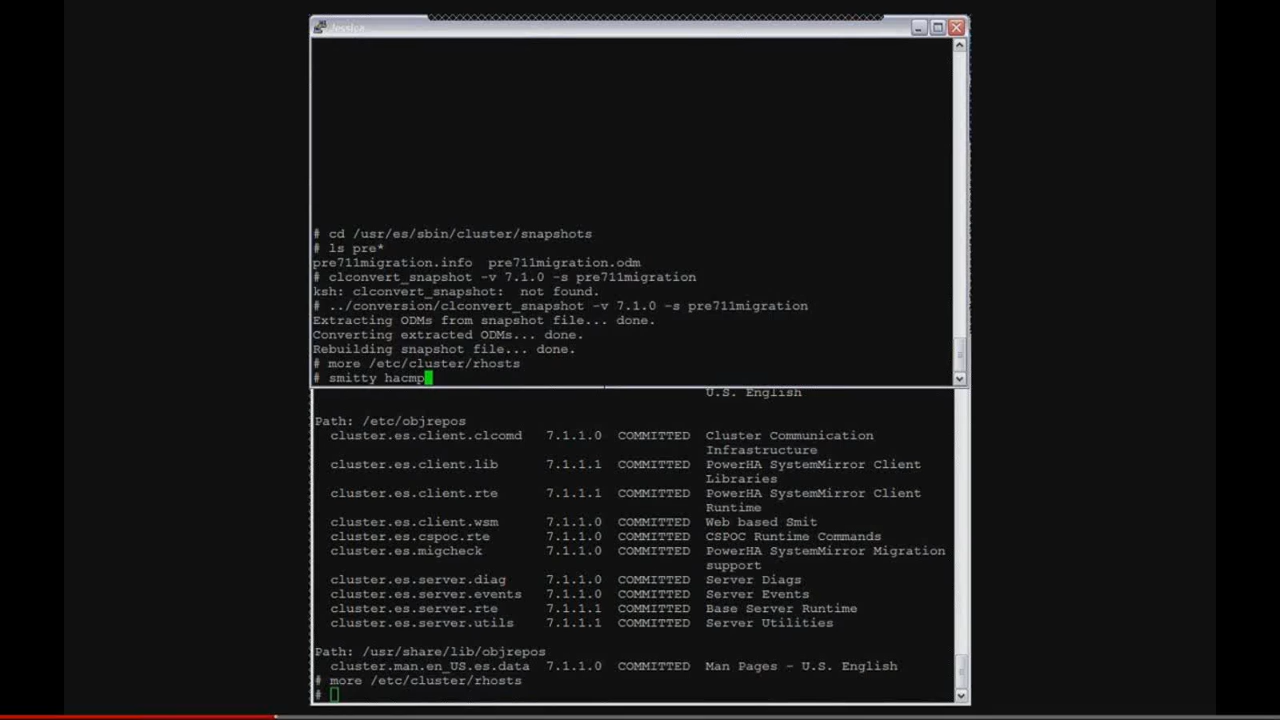 Jessica
# cd /usr/es/sbin/cluster/snapshots
# ls pre*
pre711migration.info  pre711migration.odm
# clconvert_snapshot -v 7.1.0 -s pre711migration
ksh: clconvert_snapshot:  not found.
# ../conversion/clconvert_snapshot -v 7.1.0 -s pre711migration
Extracting ODMs from snapshot file... done.
Converting extracted ODMs... done.
Rebuilding snapshot file... done.
# more /etc/cluster/rhosts
# smitty hacmp
U.S. English
Path: /etc/objrepos
cluster.es.client.clcomd   7.1.1.0  COMMITTED  Cluster Communication
Infrastructure
cluster.es.client.lib      7.1.1.1  COMMITTED  PowerHA SystemMirror Client
Libraries
cluster.es.client.rte      7.1.1.1  COMMITTED  PowerHA SystemMirror Client
Runtime
cluster.es.client.wsm      7.1.1.0  COMMITTED  Web based Smit
cluster.es.cspoc.rte       7.1.1.0  COMMITTED  CSPOC Runtime Commands
cluster.es.migcheck        7.1.1.0  COMMITTED  PowerHA SystemMirror Migration
support
cluster.es.server.diag     7.1.1.0  COMMITTED  Server Diags
cluster.es.server.events   7.1.1.0  COMMITTED  Server Events
cluster.es.server.rte      7.1.1.1  COMMITTED  Base Server Runtime
cluster.es.server.utils    7.1.1.1  COMMITTED  Server Utilities
Path: /usr/share/lib/objrepos
cluster.man.en_US.es.data  7.1.1.0  COMMITTED  Man Pages - U.S. English
# more /etc/cluster/rhosts
#